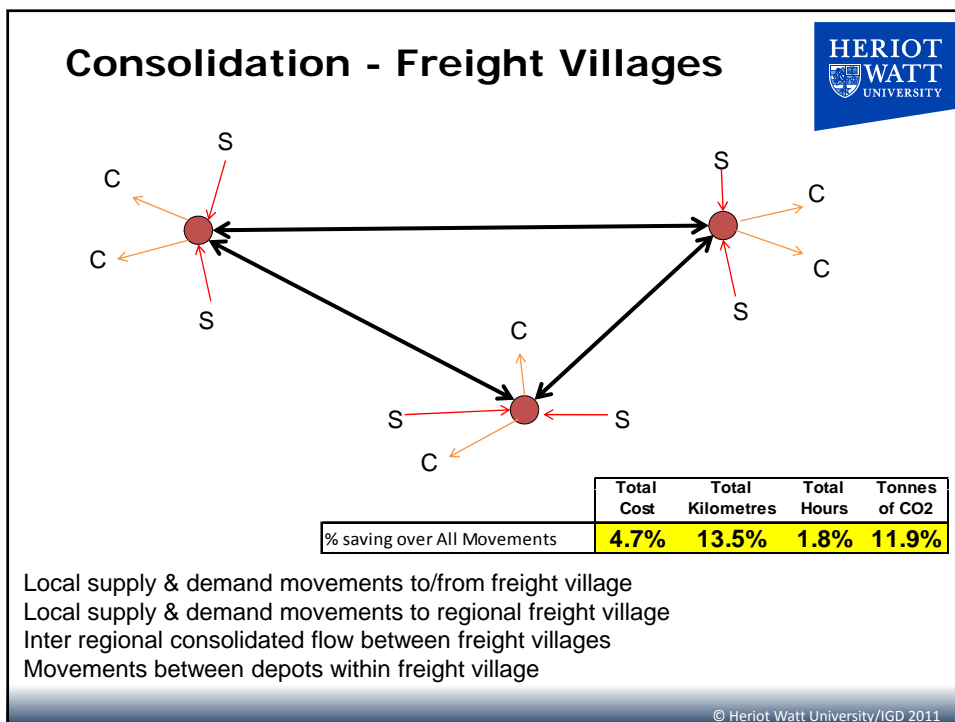 Consolidation - Freight Villages
HERIOT
WATT
UNIVERSITY
S
C
C
S
S
C
C
S
C
S
S
C
Total Total Total Tonnes
Cost Kilometres Hours of CO2
% saving over All Movements 4.7% 13.5% 1.8% 11.9%
Local supply & demand movements to/from freight village
Local supply & demand movements to regional freight village
Inter regional consolidated flow between freight villages
Movements between depots within freight village
© Heriot Watt University/IGD 2011